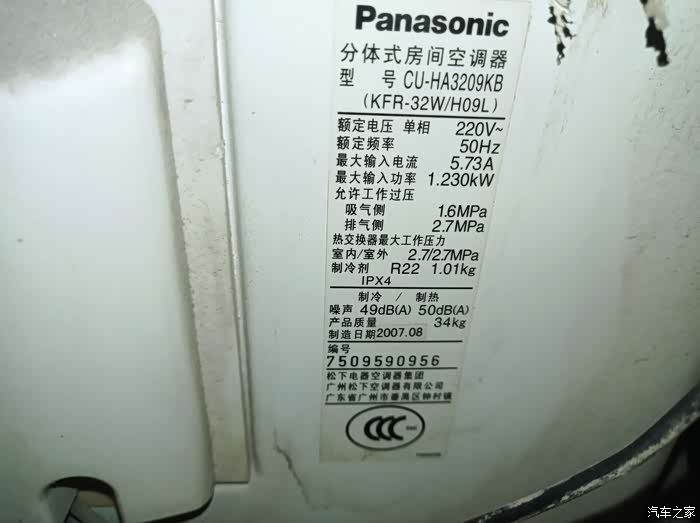 Panasonic
分体式房间空调器
型 号 CU-HA3209KB
(KFR-32W/H09L)
额定电压 单相 220V~
额定频率 50Hz
最大输入电流 5.73A
最大输入功率 1.230kW
允许工作过压
吸气侧 1.6MPa
排气侧 2.7MPa
热交换器最大工作压力
室内/室外 2.7/2.7MPa
制冷剂 R22 1.01kg
IPX4
制冷 / 制热
噪声 49dB(A) 50dB(A)
产品质量 34kg
制造日期 2007.08
编号
7509590956
松下电器空调器集团
广州松下空调器有限公司
广东省广州市番禺区钟村镇
CCC
汽车之家